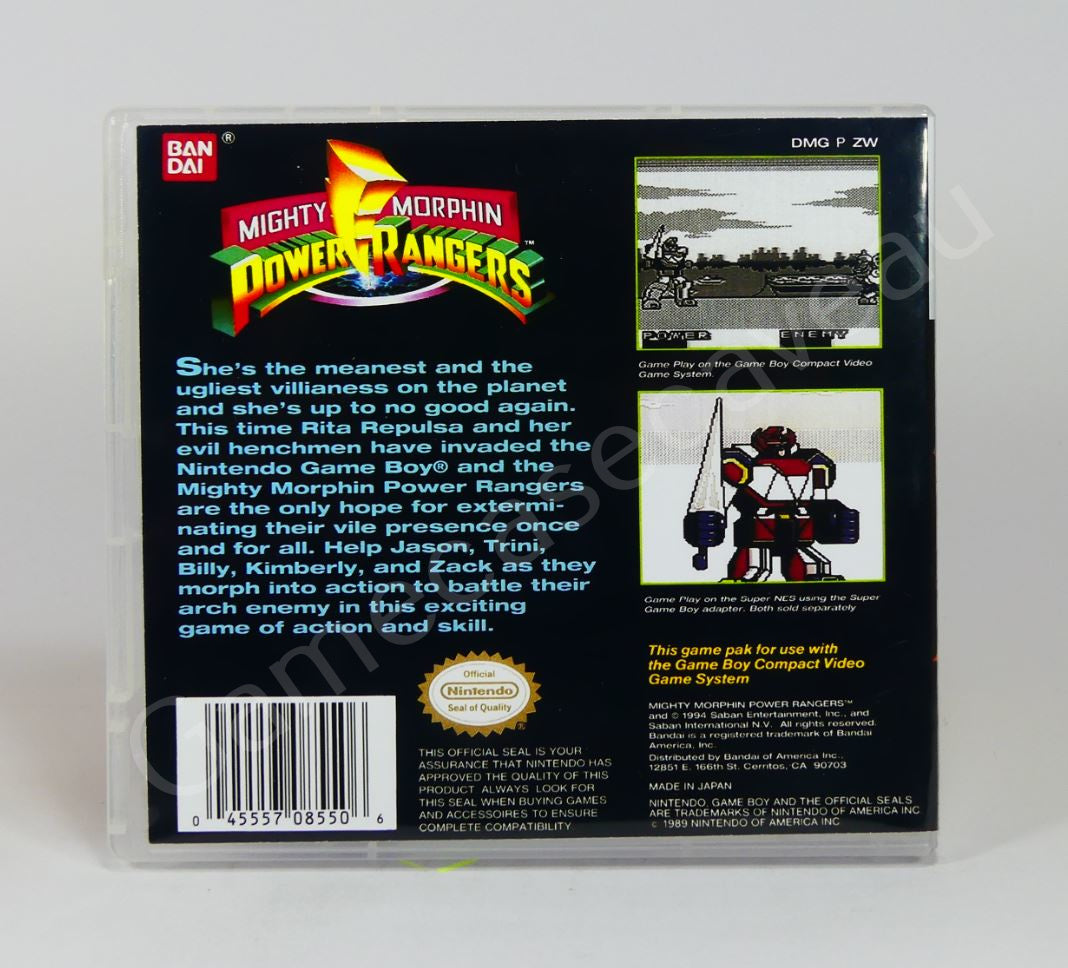 BAN
DAI
®
DMG P ZW
MIGHTY MORPHIN
POWER RANGERS™
POWER ENEMY
Game Play on the Game Boy Compact Video
Game System.
She's the meanest and the
ugliest villianess on the planet
and she's up to no good again.
This time Rita Repulsa and her
evil henchmen have invaded the
Nintendo Game Boy® and the
Mighty Morphin Power Rangers
are the only hope for extermi-
nating their vile presence once
and for all. Help Jason, Trini,
Billy, Kimberly, and Zack as they
morph into action to battle their
arch enemy in this exciting
game of action and skill.
Game Play on the Super NES using the Super
Game Boy adapter. Both sold separately
This game pak for use with
the Game Boy Compact Video
Game System
MIGHTY MORPHIN POWER RANGERS™
and © 1994 Saban Entertainment, Inc., and
Saban International N.V. All rights reserved.
Bandai is a registered trademark of Bandai
America, Inc.
Distributed by Bandai of America Inc.,
12851 E. 166th St. Cerritos, CA 90703
MADE IN JAPAN
NINTENDO, GAME BOY AND THE OFFICIAL SEALS
ARE TRADEMARKS OF NINTENDO OF AMERICA INC
© 1989 NINTENDO OF AMERICA INC
Official
Nintendo
Seal of Quality
®
THIS OFFICIAL SEAL IS YOUR
ASSURANCE THAT NINTENDO HAS
APPROVED THE QUALITY OF THIS
PRODUCT ALWAYS LOOK FOR
THIS SEAL WHEN BUYING GAMES
AND ACCESSOIRES TO ENSURE
COMPLETE COMPATIBILITY
0 45557 08550 6
Gamecasedav.eau